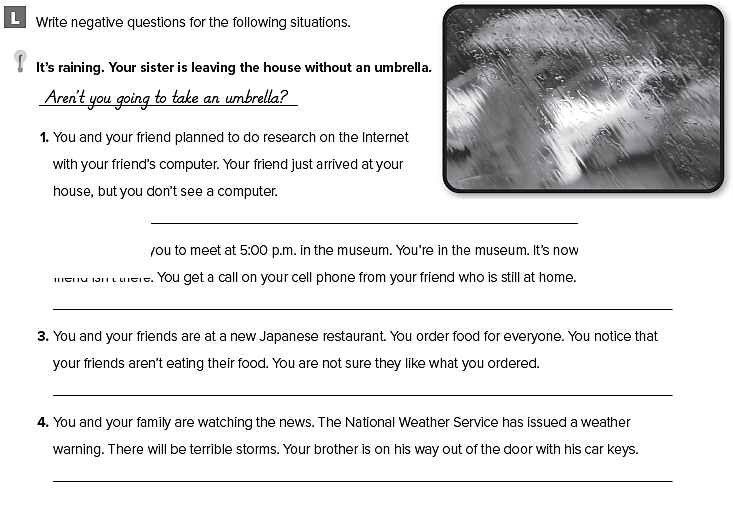 L Write negative questions for the following situations.
It's raining. Your sister is leaving the house without an umbrella.
Aren't you going to take an umbrella?
1. You and your friend planned to do research on the Internet
with your friend's computer. Your friend just arrived at your
house, but you don't see a computer.
you to meet at 5:00 p.m. in the museum. You're in the museum. It's now
You get a call on your cell phone from your friend who is still at home.
3. You and your friends are at a new Japanese restaurant. You order food for everyone. You notice that
your friends aren't eating their food. You are not sure they like what you ordered.
4. You and your family are watching the news. The National Weather Service has issued a weather
warning. There will be terrible storms. Your brother is on his way out of the door with his car keys.